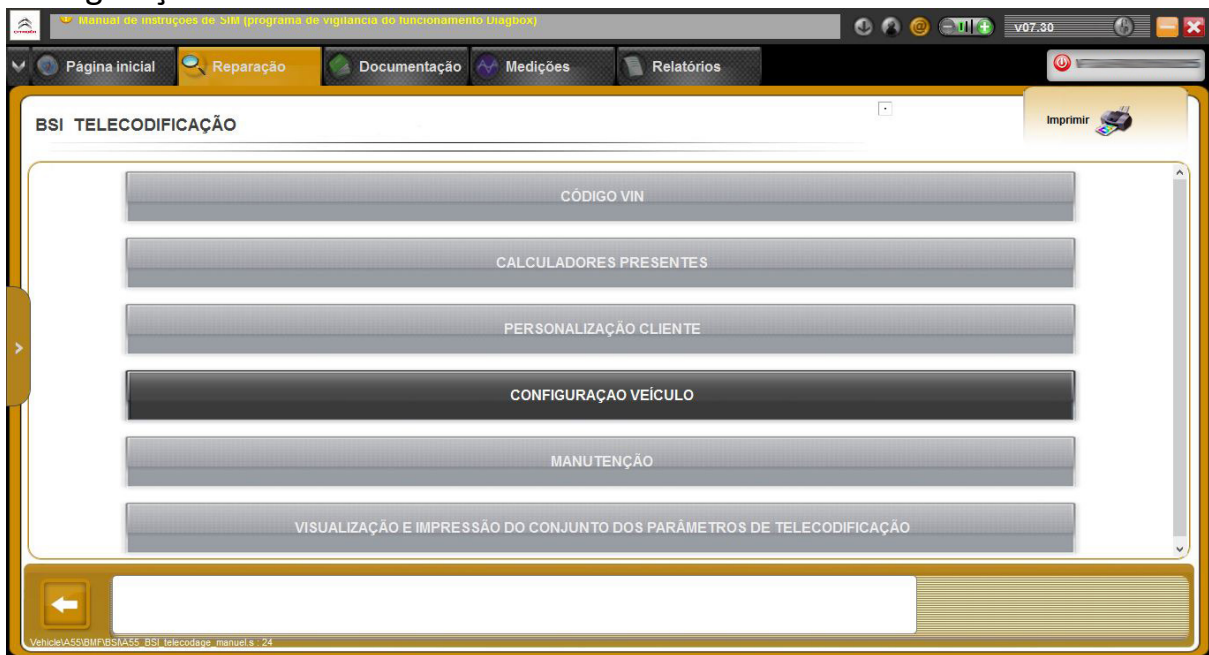 Manual de instruções de SIM (programa de vigilância do funcionamento Diagbox)
v07.30
Página inicial
Reparação
Documentação
Medições
Relatórios
BSI TELECODIFICAÇÃO
Imprimir
CÓDIGO VIN
CALCULADORES PRESENTES
PERSONALIZAÇÃO CLIENTE
CONFIGURAÇAO VEÍCULO
MANUTENÇÃO
VISUALIZAÇÃO E IMPRESSÃO DO CONJUNTO DOS PARÂMETROS DE TELECODIFICAÇÃO
Vehicle\A55\BMF\BSI\A55_BSI_telecodage_manuel.s : 24